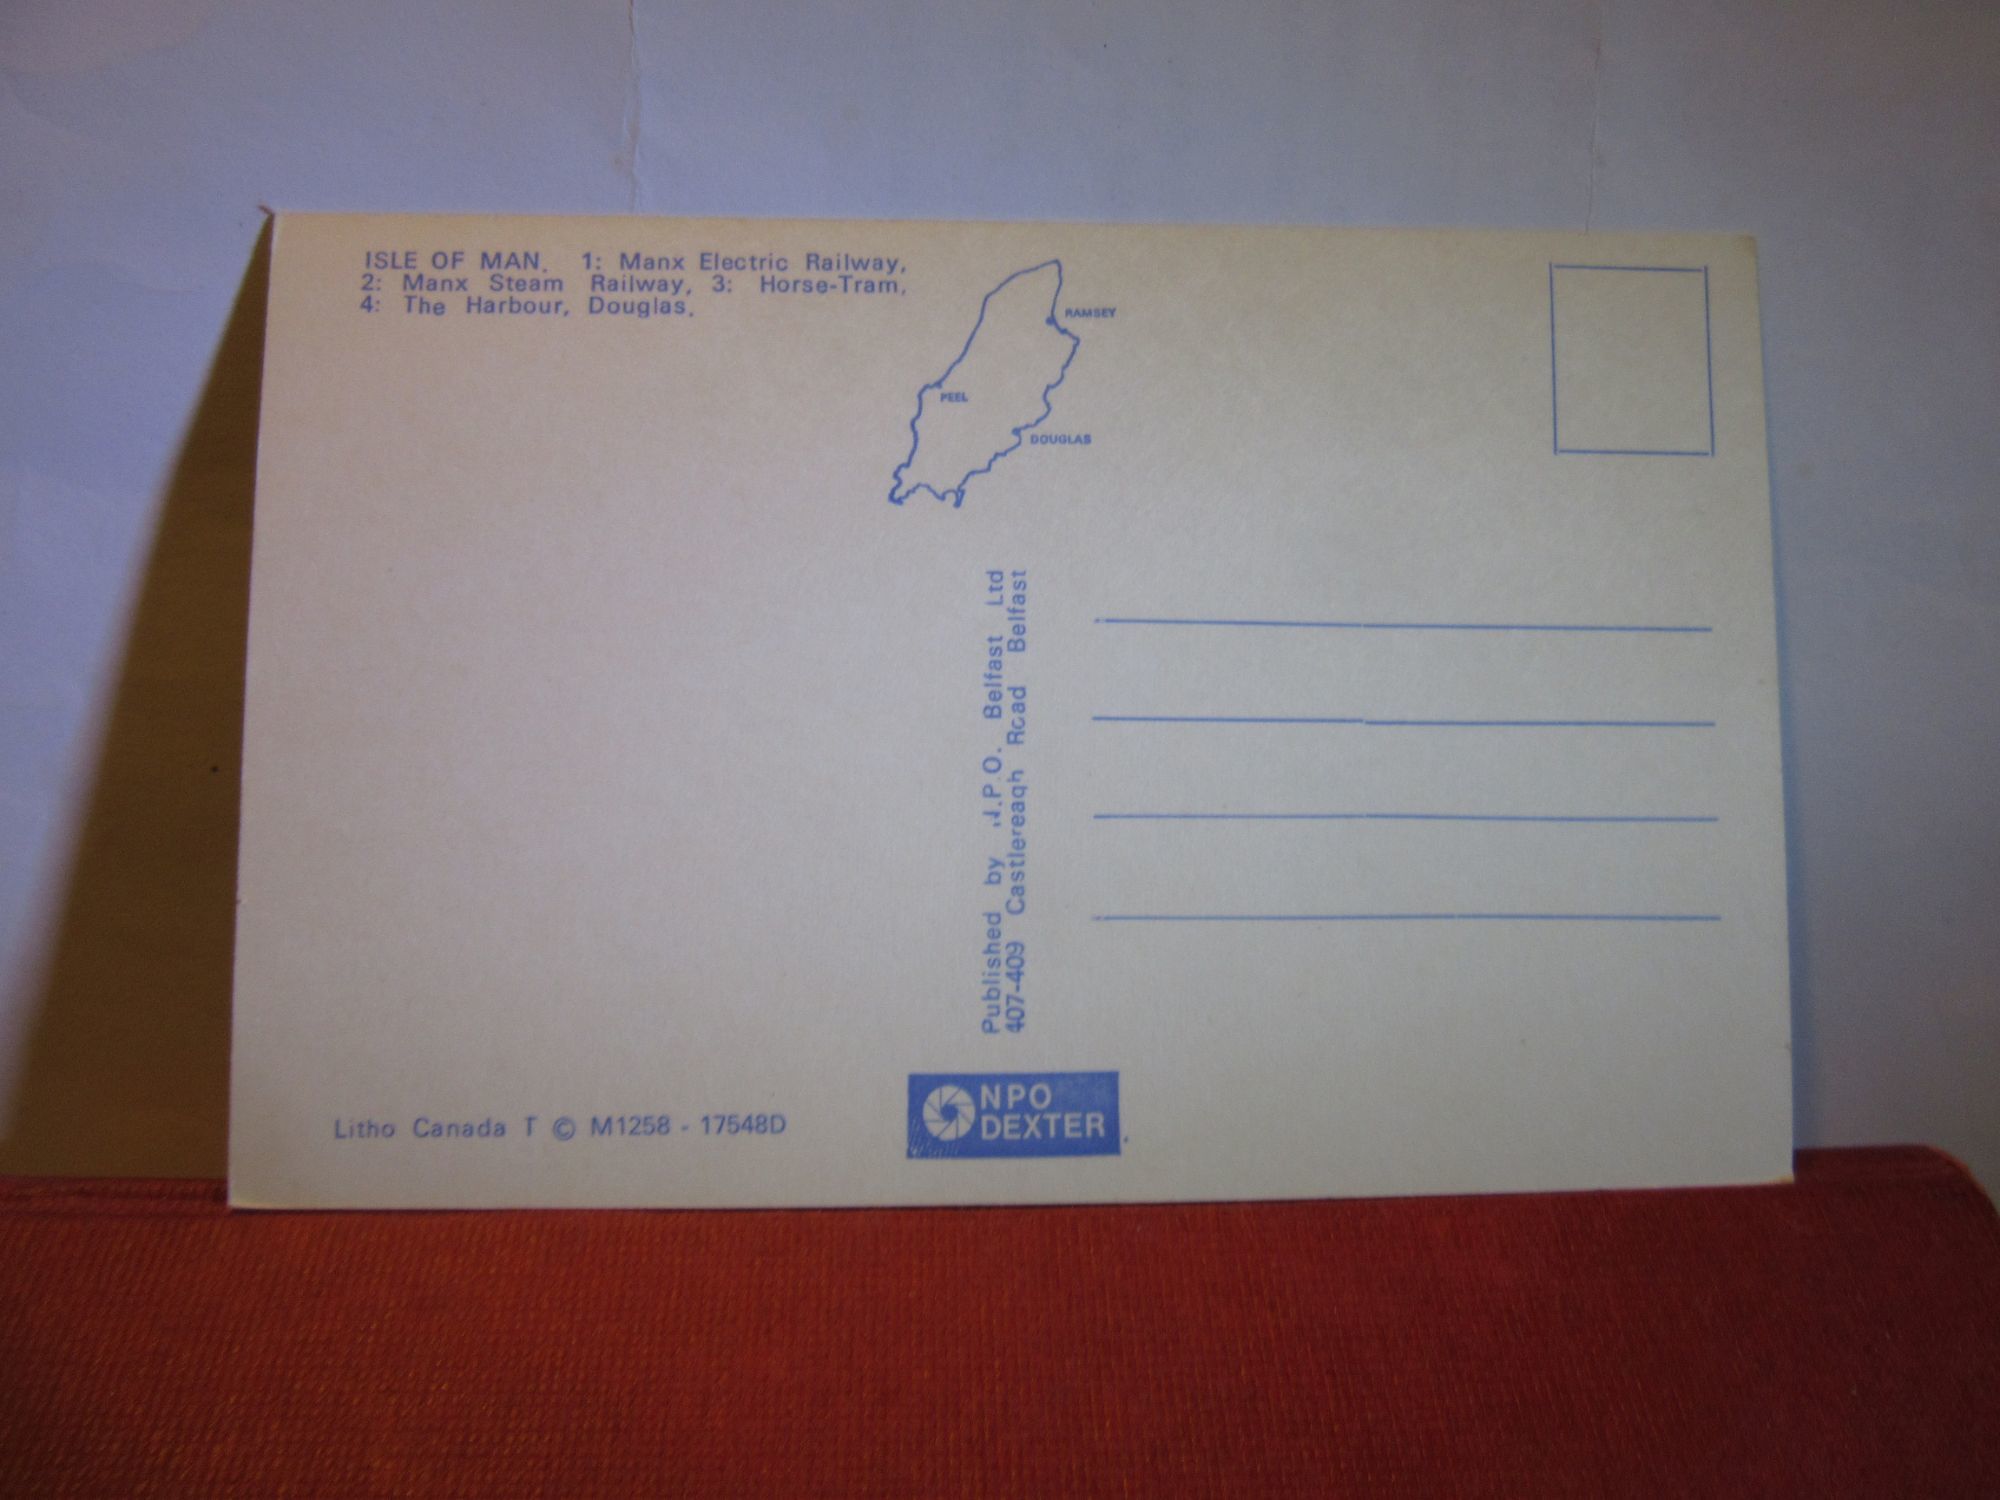 ISLE OF MAN. 1: Manx Electric Railway,
2: Manx Steam Railway, 3: Horse-Tram,
4: The Harbour, Douglas.
RAMSEY
PEEL
DOUGLAS
Published by N.P.O. Belfast Ltd
407-409 Castlereagh Road Belfast
Litho Canada T © M1258 - 17548D
NPO
DEXTER